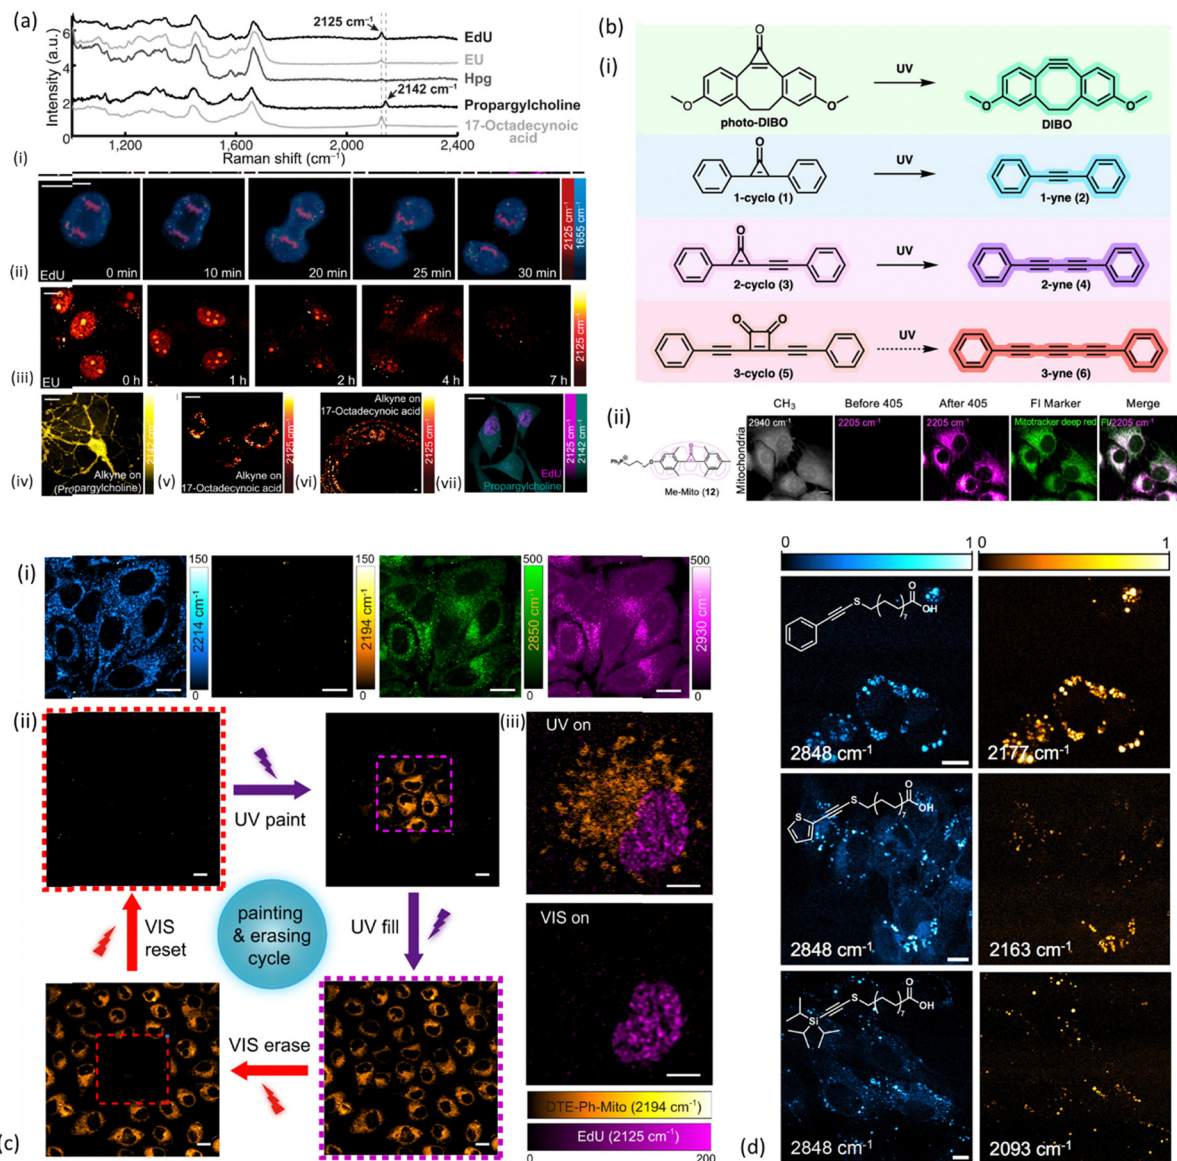 (a)
Intensity (a.u.)
6
4
2
0
2125 cm⁻¹
EdU
EU
Hpg
2142 cm⁻¹
Propargylcholine
17-Octadecynoic
acid
1,200 1,600 2,000 2,400
Raman shift (cm⁻¹)
(i)
(ii)
EdU 0 min 10 min 20 min 25 min 30 min
2125 cm⁻¹
1655 cm⁻¹
(iii)
EU 0 h 1 h 2 h 4 h 7 h
2125 cm⁻¹
(iv)
Alkyne on
(Propargylcholine)
2142 cm⁻¹
(v)
Alkyne on
17-Octadecynoic acid
2125 cm⁻¹
(vi)
Alkyne on
17-Octadecynoic acid
2125 cm⁻¹
(vii)
EdU
Propargylcholine
2125 cm⁻¹
2142 cm⁻¹
(b)
(i)
O
O
O
photo-DIBO
UV
O
O
DIBO
O
1-cyclo (1)
UV
1-yne (2)
O
2-cyclo (3)
UV
2-yne (4)
O O
3-cyclo (5)
UV
3-yne (6)
(ii)
CH₃ Before 405 After 405 Fl Marker Merge
2940 cm⁻¹
2205 cm⁻¹
2205 cm⁻¹
Mitotracker deep red
Fl/2205 cm⁻¹
Mitochondria
Me-Mito (12)
(i)
150
2214 cm⁻¹
0
150
2194 cm⁻¹
0
500
2850 cm⁻¹
0
500
2930 cm⁻¹
0
(ii)
UV paint
UV fill
VIS erase
VIS
reset
painting
& erasing
cycle
(iii)
UV on
VIS on
DTE-Ph-Mito (2194 cm⁻¹)
EdU (2125 cm⁻¹)
0 200
(c)
0 1
0 1
S
7
O
OH
2848 cm⁻¹
2177 cm⁻¹
S
S
7
O
OH
2848 cm⁻¹
2163 cm⁻¹
Si
S
7
O
OH
2848 cm⁻¹
2093 cm⁻¹
(d)